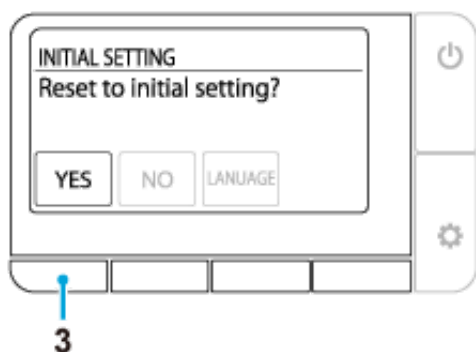 INITIAL SETTING
Reset to initial setting?
YES NO LANUAGE
3